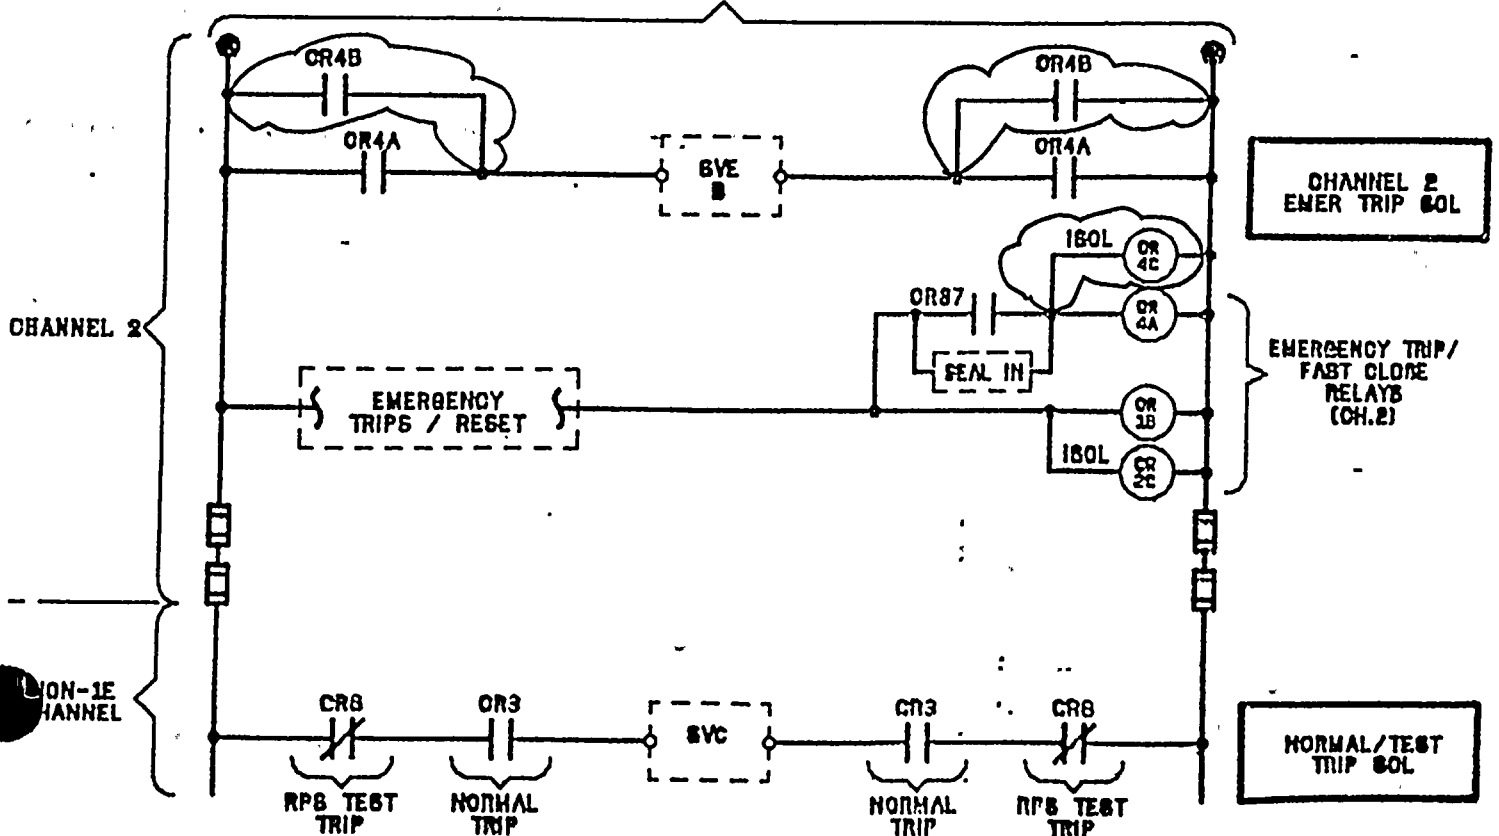 CR4B
CR4B
CR4A
CR4A
SVE
B
CHANNEL 2
EMER TRIP SOL
ISOL
CR
4C
CR87
CR
4A
CHANNEL 2
SEAL IN
EMERGENCY TRIP/
FAST CLOSE
RELAYS
(CH.2)
EMERGENCY
TRIPS / RESET
CR
1B
ISOL
CR
2C
NON-1E
CHANNEL
CR8
CR3
SVC
CR3
CR8
NORMAL/TEST
TRIP SOL
RPS TEST
TRIP
NORMAL
TRIP
NORMAL
TRIP
RPS TEST
TRIP